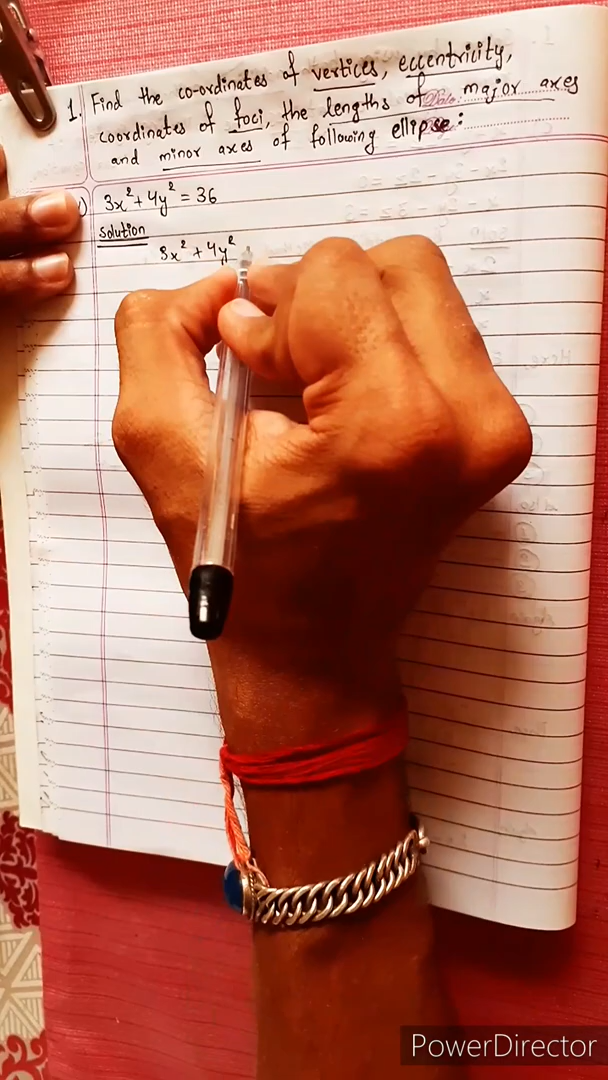 1. Find the co-ordinates of vertices, eccentricity,
coordinates of foci, the lengths of major axes
and minor axes of following ellipse:
i) 3x² + 4y² = 36
Solution
3x² + 4y²
PowerDirector